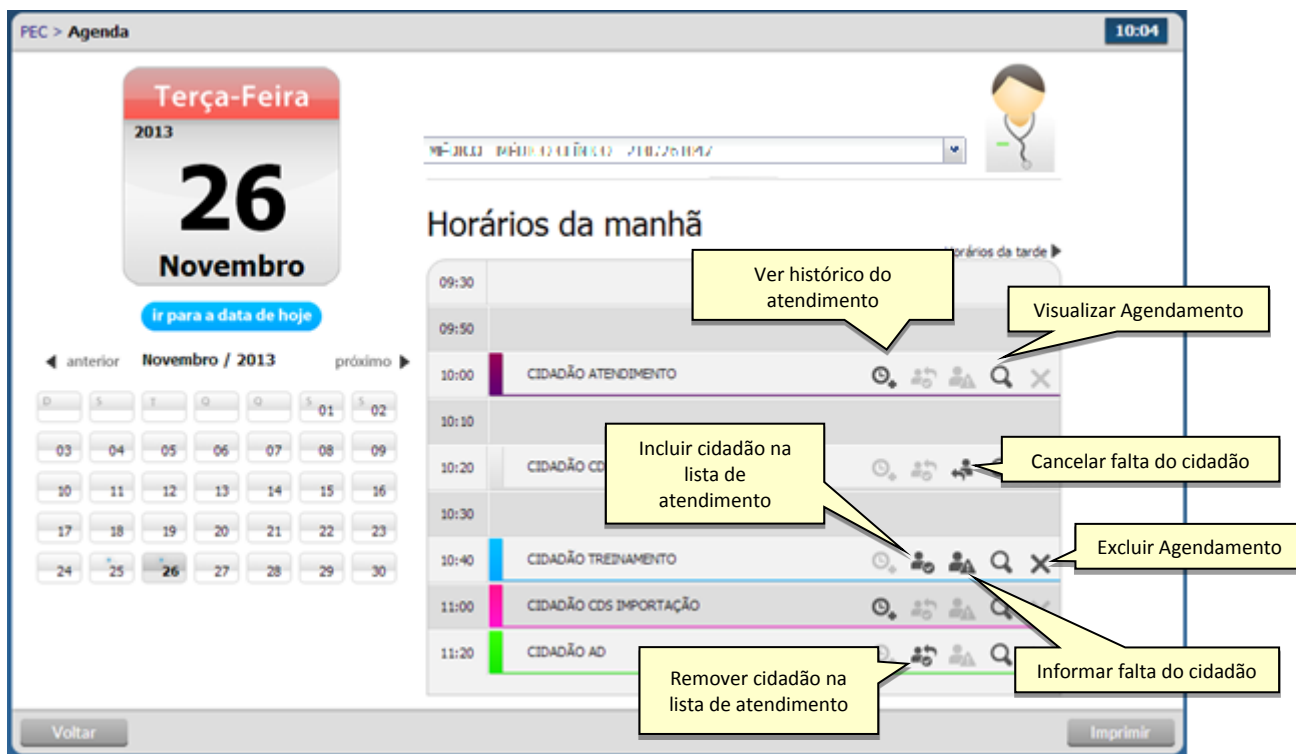 PEC > Agenda
10:04
Terça-Feira
2013
26
Novembro
ir para a data de hoje
anterior Novembro / 2013 próximo
D S T Q Q S 01 S 02
03 04 05 06 07 08 09
10 11 12 13 14 15 16
17 18 19 20 21 22 23
24 25 26 27 28 29 30
Horários da manhã
Horários da tarde
09:30
09:50
10:00 CIDADÃO ATENDIMENTO
10:10
10:20 CIDADÃO CD
10:30
10:40 CIDADÃO TREINAMENTO
11:00 CIDADÃO CDS IMPORTAÇÃO
11:20 CIDADÃO AD
Ver histórico do
atendimento
Visualizar Agendamento
Incluir cidadão na
lista de
atendimento
Cancelar falta do cidadão
Excluir Agendamento
Informar falta do cidadão
Remover cidadão na
lista de atendimento
Voltar
Imprimir